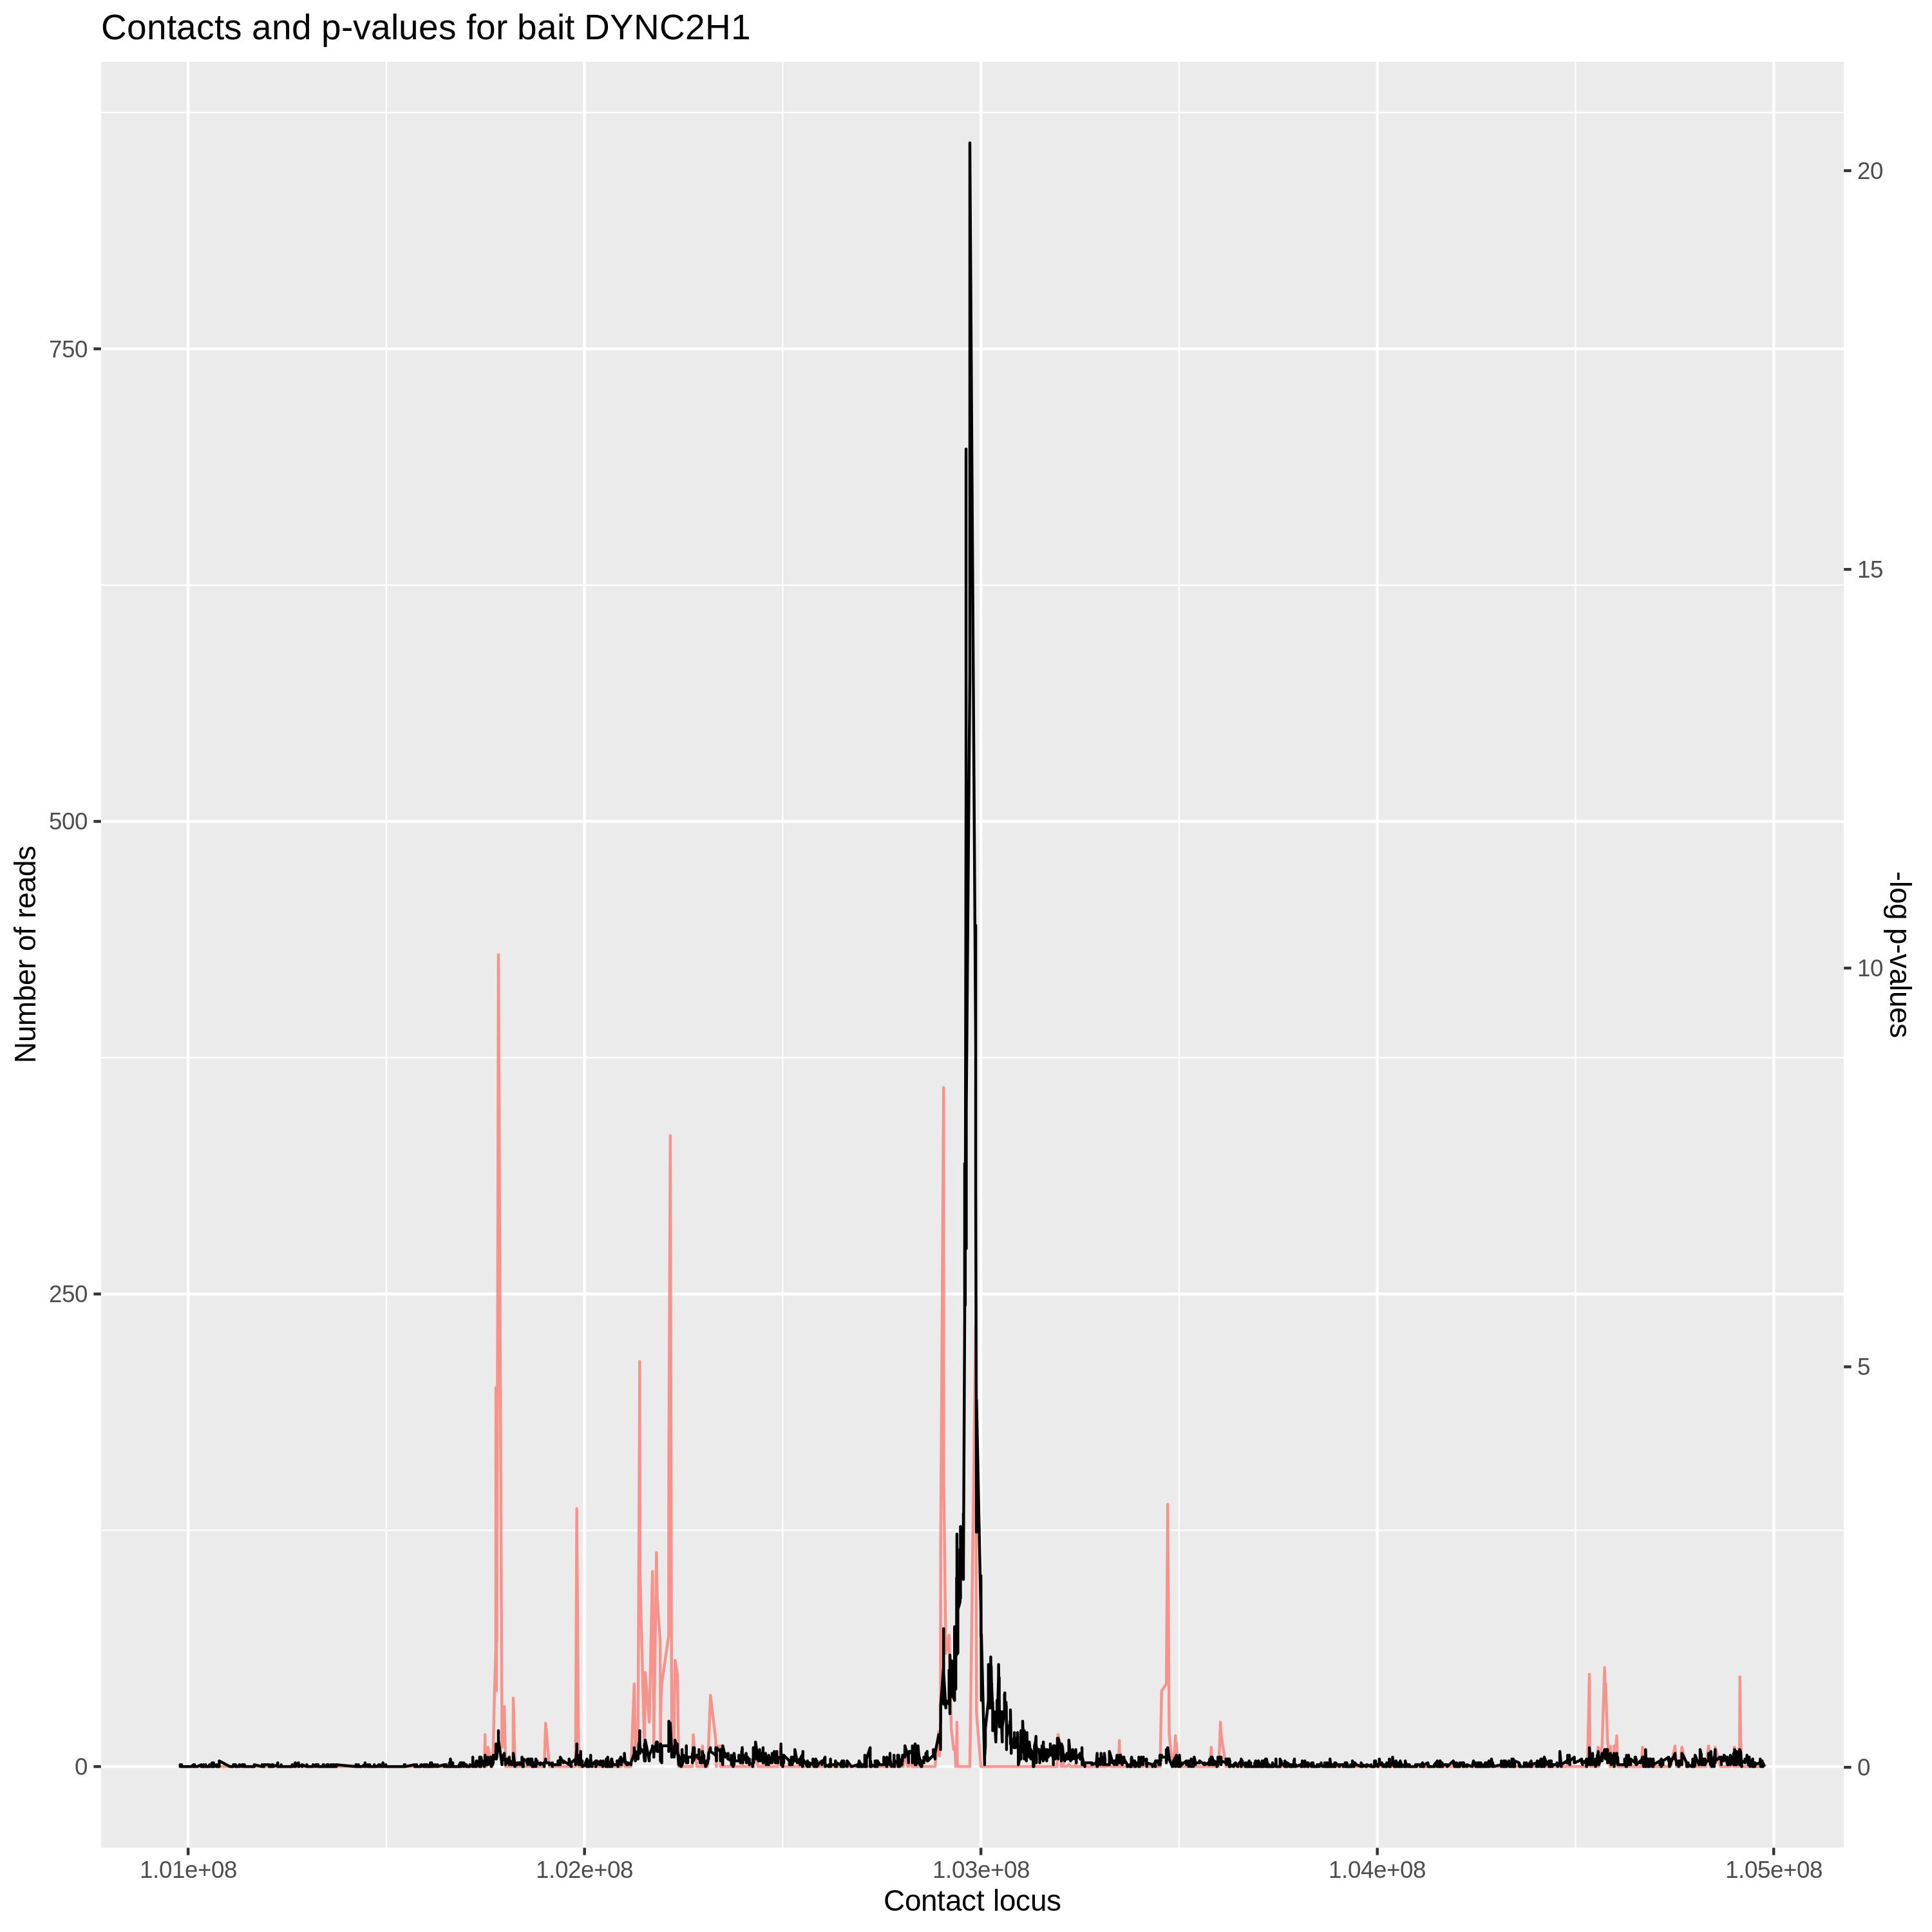 Contacts and p-values for bait DYNC2H1
Number of reads
750
500
250
0
20
15
10
5
0
-log p-values
1.01e+08
1.02e+08
1.03e+08
1.04e+08
1.05e+08
Contact locus